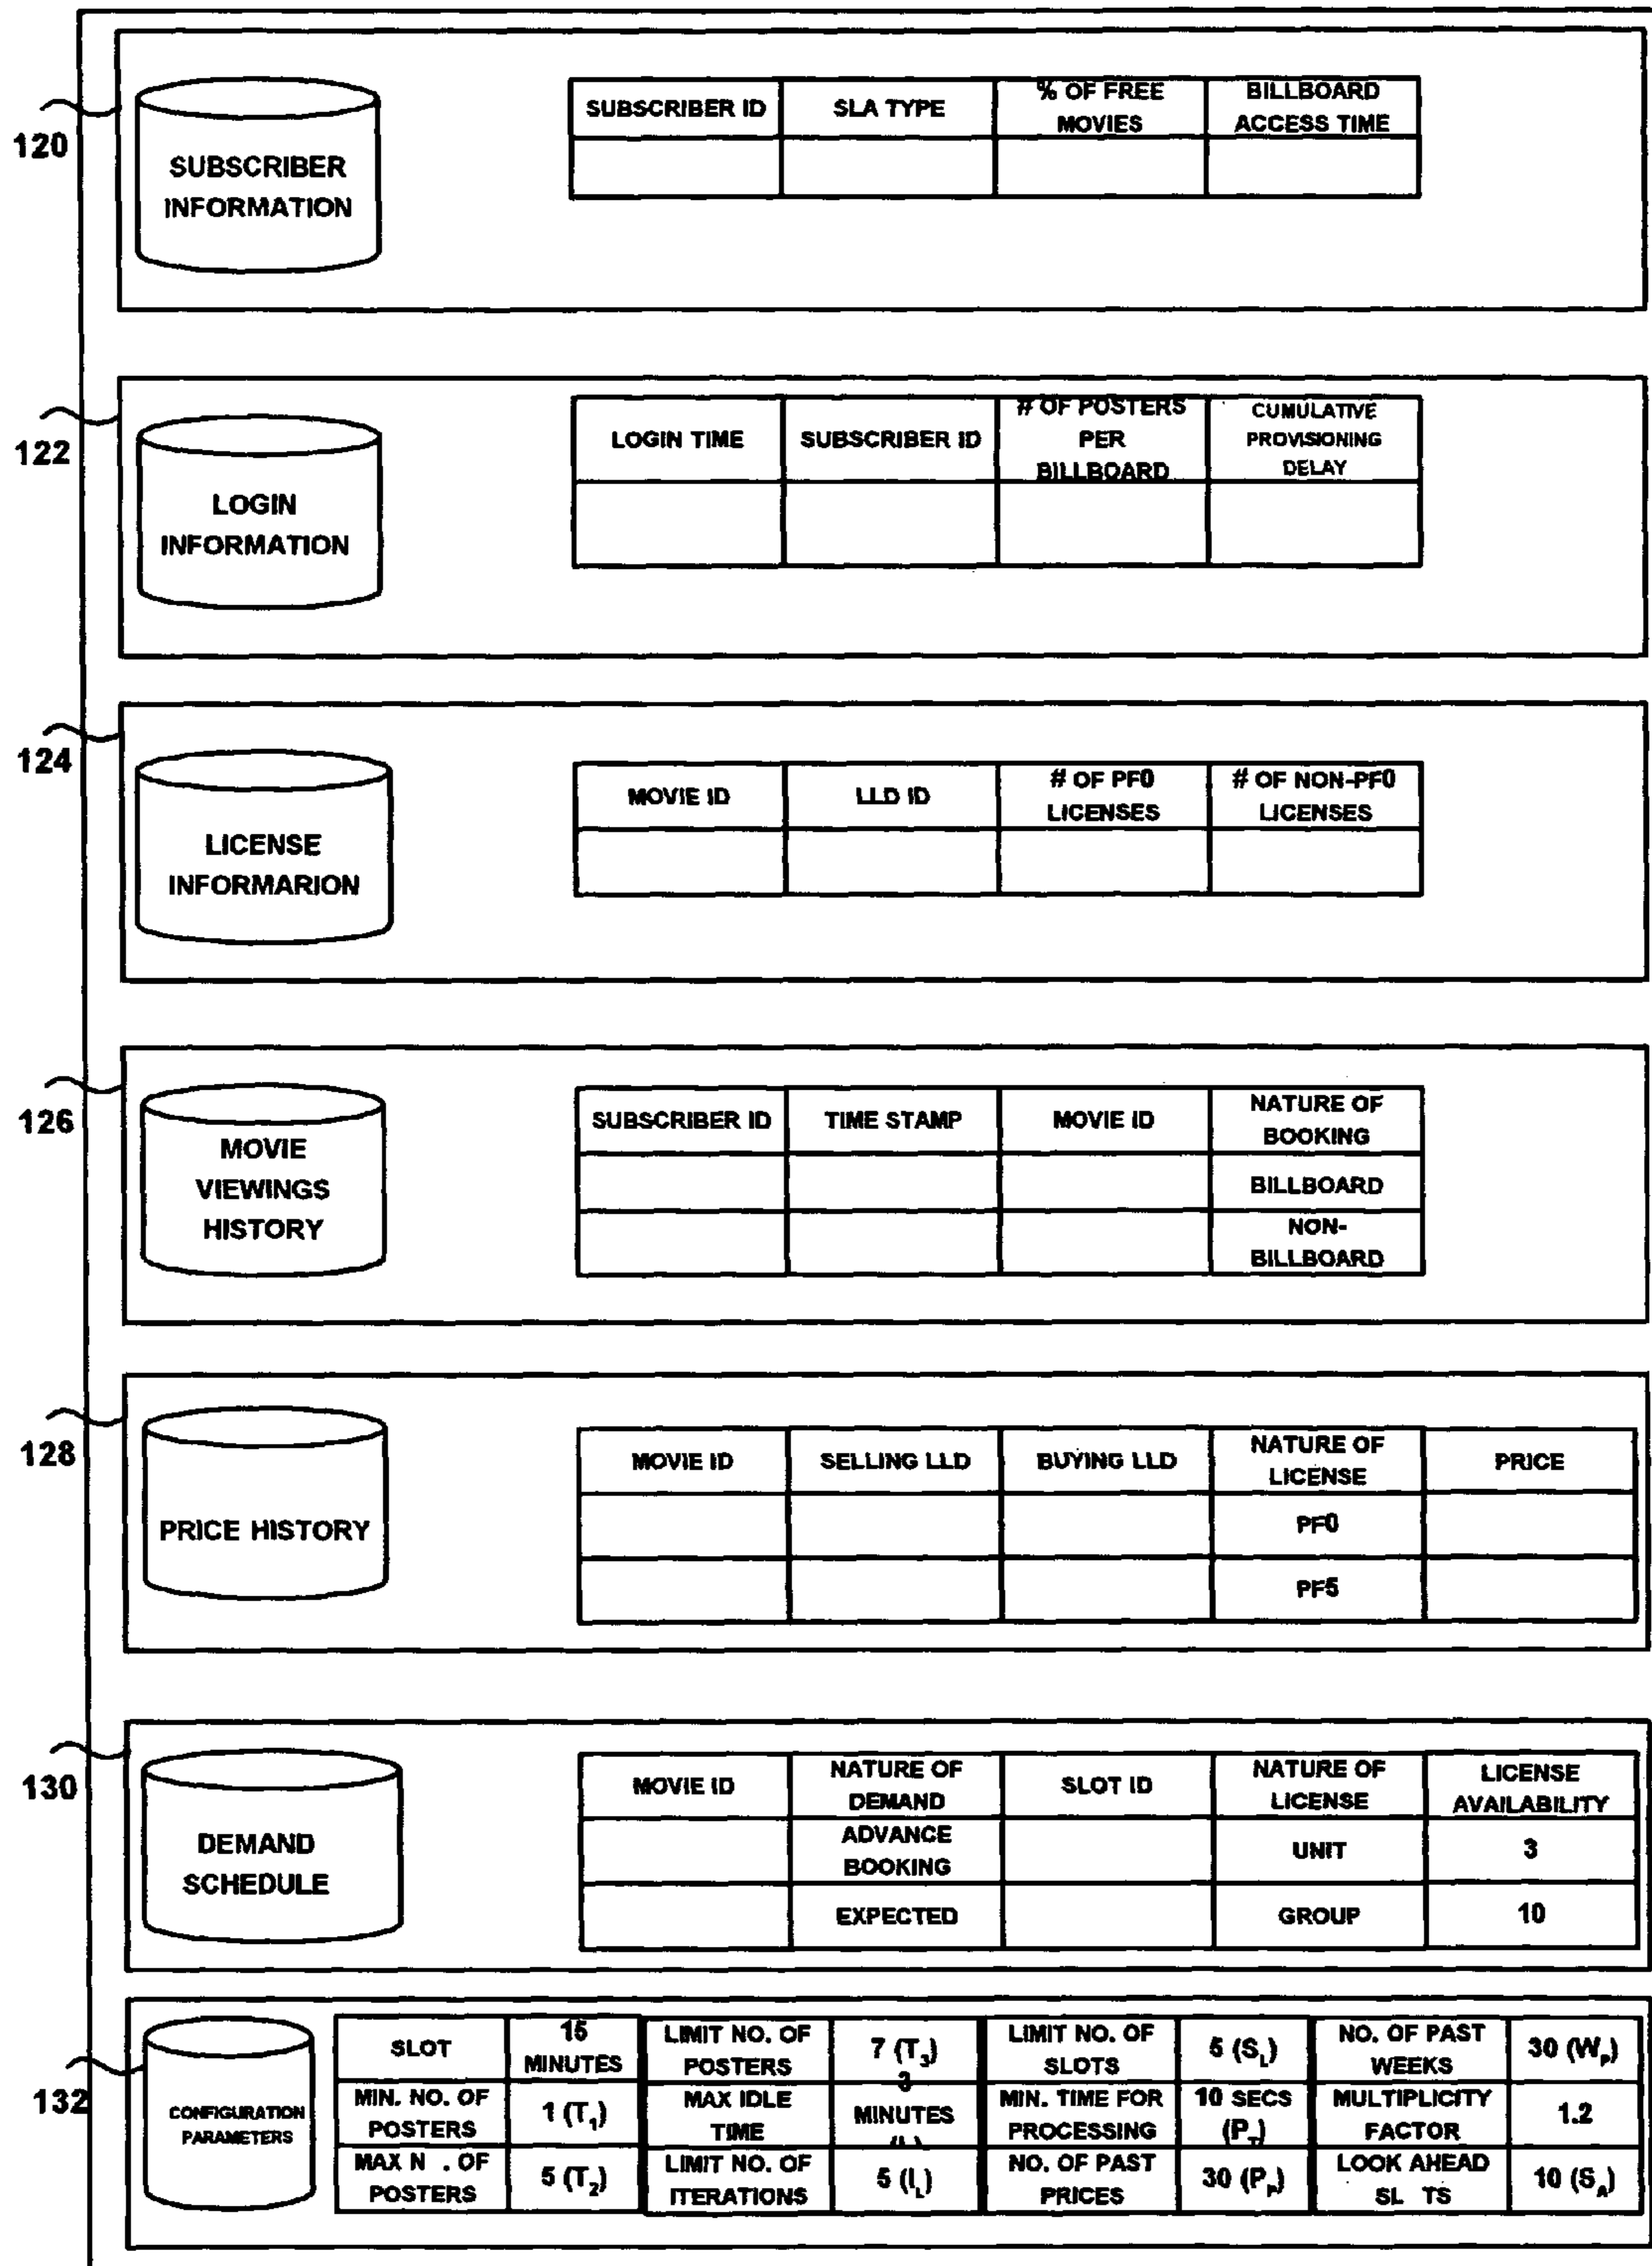 120
SUBSCRIBER
INFORMATION
SUBSCRIBER ID
SLA TYPE
% OF FREE
MOVIES
BILLBOARD
ACCESS TIME
122
LOGIN
INFORMATION
LOGIN TIME
SUBSCRIBER ID
# OF POSTERS
PER
BILLBOARD
CUMULATIVE
PROVISIONING
DELAY
124
LICENSE
INFORMARION
MOVIE ID
LLD ID
# OF PF0
LICENSES
# OF NON-PF0
LICENSES
126
MOVIE
VIEWINGS
HISTORY
SUBSCRIBER ID
TIME STAMP
MOVIE ID
NATURE OF
BOOKING
BILLBOARD
NON-
BILLBOARD
128
PRICE HISTORY
MOVIE ID
SELLING LLD
BUYING LLD
NATURE OF
LICENSE
PRICE
PF0
PF5
130
DEMAND
SCHEDULE
MOVIE ID
NATURE OF
DEMAND
SLOT ID
NATURE OF
LICENSE
LICENSE
AVAILABILITY
ADVANCE
BOOKING
UNIT
3
EXPECTED
GROUP
10
132
CONFIGURATION
PARAMETERS
SLOT
15
MINUTES
LIMIT NO. OF
POSTERS
7 (T₃)
LIMIT NO. OF
SLOTS
5 (S_L)
NO. OF PAST
WEEKS
30 (W_P)
MIN. NO. OF
POSTERS
1 (T₁)
MAX IDLE
TIME
3
MINUTES
MIN. TIME FOR
PROCESSING
10 SECS
(P_T)
MULTIPLICITY
FACTOR
1.2
MAX N . OF
POSTERS
5 (T₂)
LIMIT NO. OF
ITERATIONS
5 (I_L)
NO. OF PAST
PRICES
30 (P_P)
LOOK AHEAD
SL TS
10 (S_A)